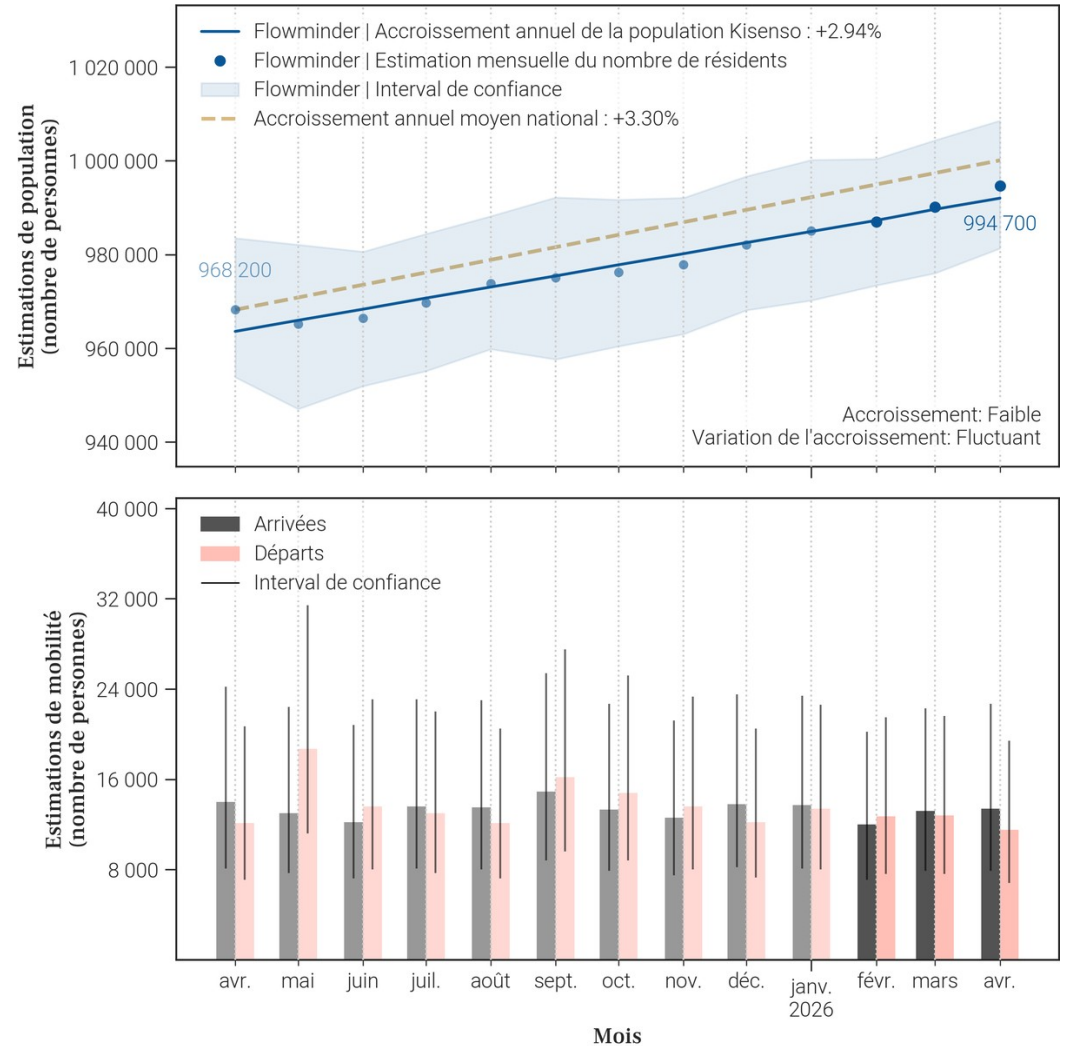 Flowminder | Accroissement annuel de la population Kisenso : +2.94%
Flowminder | Estimation mensuelle du nombre de résidents
Flowminder | Interval de confiance
Accroissement annuel moyen national : +3.30%
Estimations de population
(nombre de personnes)
1 020 000
1 000 000
980 000
960 000
940 000
968 200
994 700
Accroissement: Faible
Variation de l'accroissement: Fluctuant
Arrivées
Départs
Interval de confiance
Estimations de mobilité
(nombre de personnes)
40 000
32 000
24 000
16 000
8 000
avr. mai juin juil. août sept. oct. nov. déc. janv. févr. mars avr.
2026
Mois